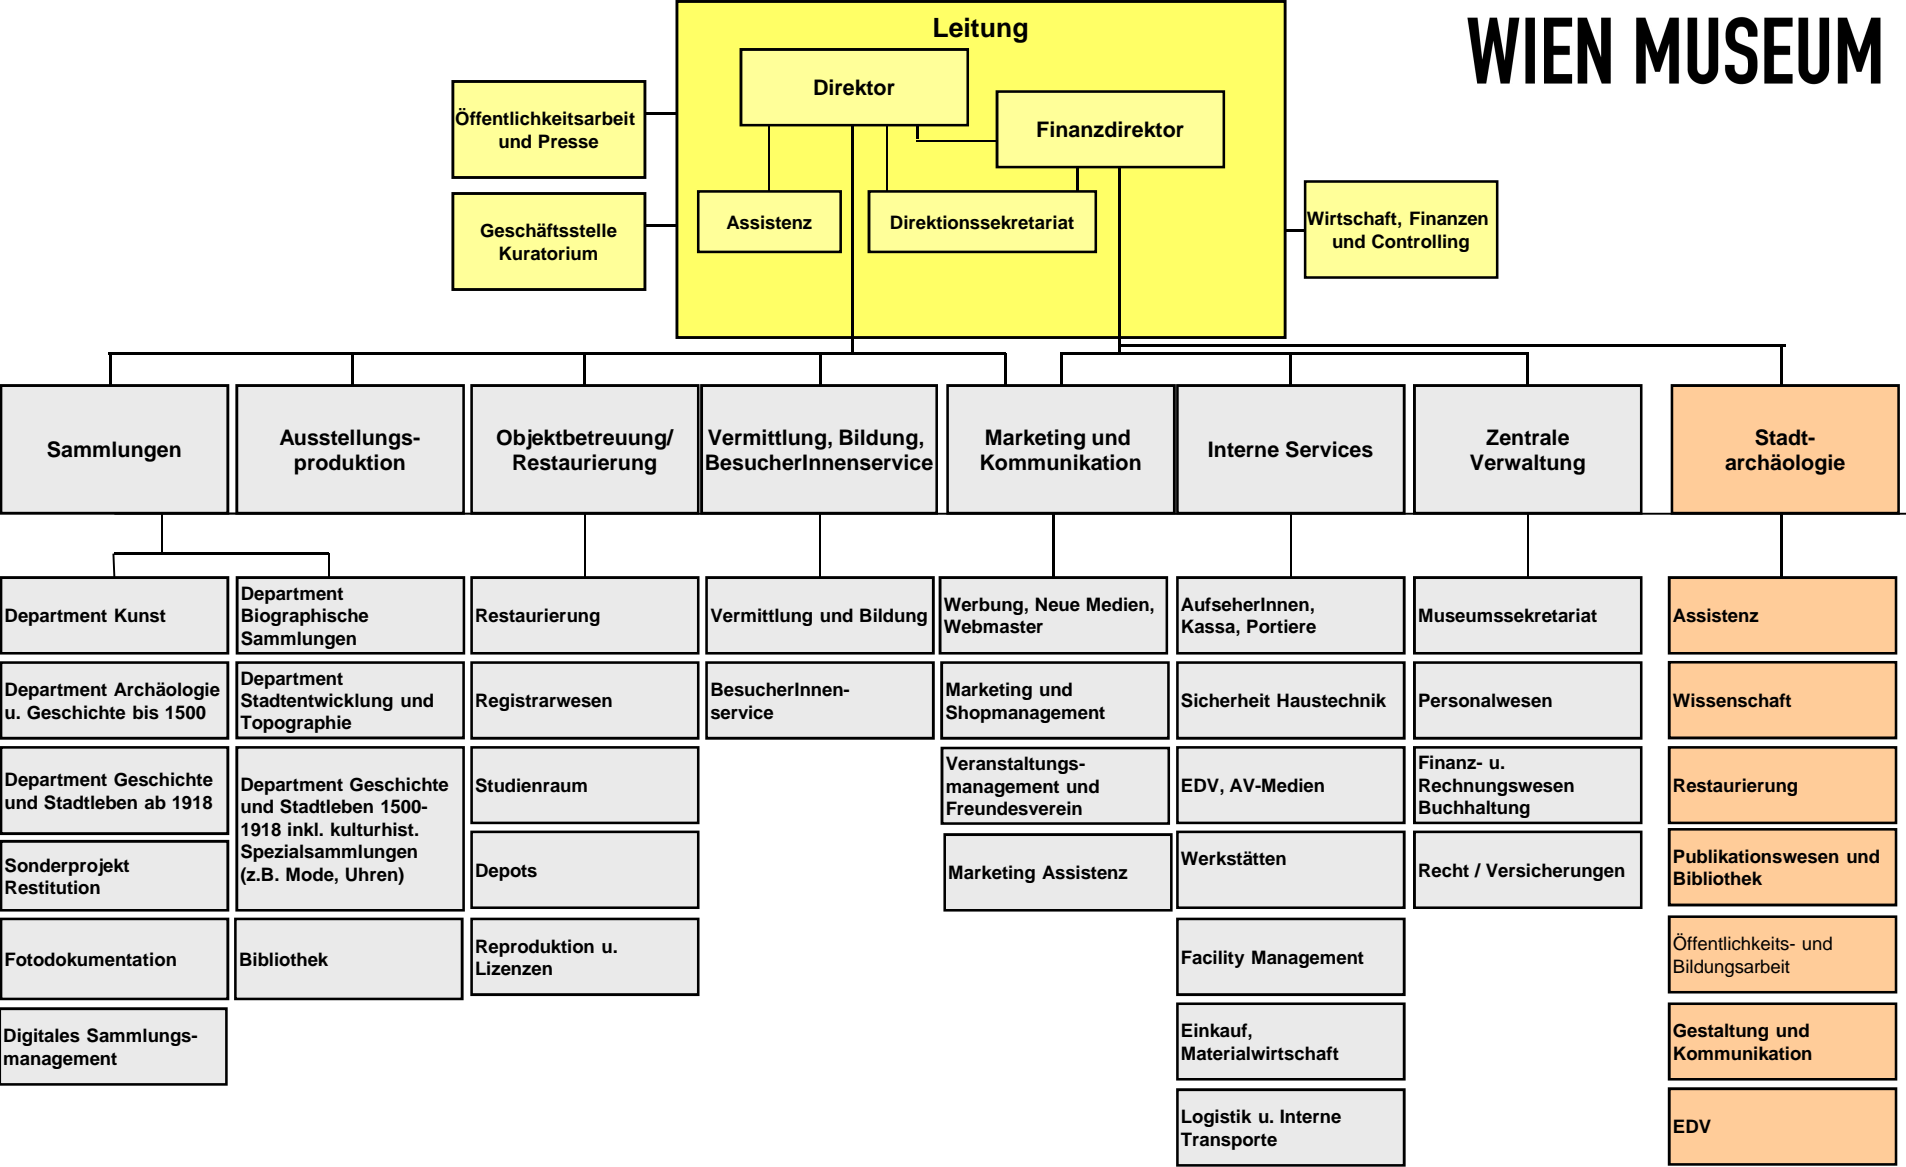 WIEN MUSEUM
Leitung
Direktor
Finanzdirektor
Öffentlichkeitsarbeit
und Presse
Assistenz
Direktionssekretariat
Geschäftsstelle
Kuratorium
Wirtschaft, Finanzen
und Controlling
Sammlungen
Ausstellungs-
produktion
Objektbetreuung/
Restaurierung
Vermittlung, Bildung,
BesucherInnenservice
Marketing und
Kommunikation
Interne Services
Zentrale
Verwaltung
Stadt-
archäologie
Department Kunst
Department Archäologie
u. Geschichte bis 1500
Department Geschichte
und Stadtleben ab 1918
Sonderprojekt
Restitution
Fotodokumentation
Digitales Sammlungs-
management
Department
Biographische
Sammlungen
Department
Stadtentwicklung und
Topographie
Department Geschichte
und Stadtleben 1500-
1918 inkl. kulturhist.
Spezialsammlungen
(z.B. Mode, Uhren)
Bibliothek
Restaurierung
Registrarwesen
Studienraum
Depots
Reproduktion u.
Lizenzen
Vermittlung und Bildung
BesucherInnen-
service
Werbung, Neue Medien,
Webmaster
Marketing und
Shopmanagement
Veranstaltungs-
management und
Freundesverein
Marketing Assistenz
AufseherInnen,
Kassa, Portiere
Sicherheit Haustechnik
EDV, AV-Medien
Werkstätten
Facility Management
Einkauf,
Materialwirtschaft
Logistik u. Interne
Transporte
Museumssekretariat
Personalwesen
Finanz- u.
Rechnungswesen
Buchhaltung
Recht / Versicherungen
Assistenz
Wissenschaft
Restaurierung
Publikationswesen und
Bibliothek
Öffentlichkeits- und
Bildungsarbeit
Gestaltung und
Kommunikation
EDV